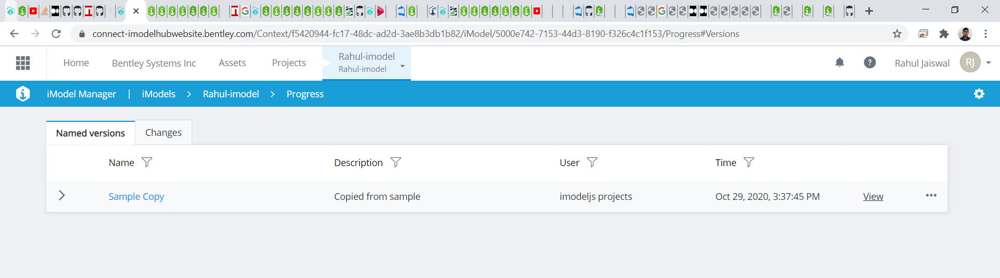 connect-imodelhubwebsite.bentley.com/Context/f5420944-fc17-48dc-ad2d-3ae8b3db1b82/iModel/5000e742-7153-44d3-8190-f326c4c1f153/Progress#Versions
Home Bentley Systems Inc Assets Projects Rahul-imodel Rahul Jaiswal RJ
Rahul-imodel
iModel Manager | iModels > Rahul-imodel > Progress
Named versions Changes
Name Description User Time
Sample Copy Copied from sample imodeljs projects Oct 29, 2020, 3:37:45 PM View